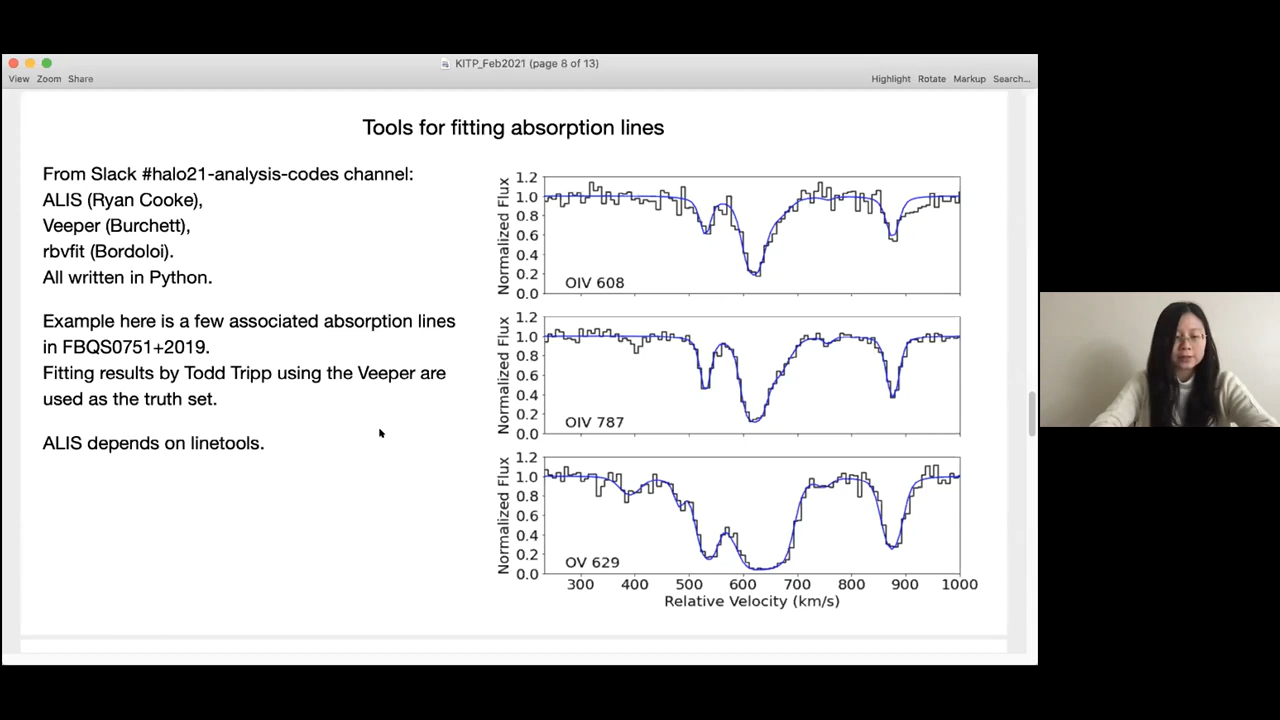 KITP_Feb2021 (page 8 of 13)
View Zoom Share
Highlight Rotate Markup Search...
Tools for fitting absorption lines
From Slack #halo21-analysis-codes channel:
ALIS (Ryan Cooke),
Veeper (Burchett),
rbvfit (Bordoloi).
All written in Python.
Example here is a few associated absorption lines
in FBQS0751+2019.
Fitting results by Todd Tripp using the Veeper are
used as the truth set.
ALIS depends on linetools.
Normalized Flux
1.2
1.0
0.8
0.6
0.4
0.2
0.0
OIV 608
Normalized Flux
1.2
1.0
0.8
0.6
0.4
0.2
0.0
OIV 787
Normalized Flux
1.2
1.0
0.8
0.6
0.4
0.2
0.0
OV 629
300 400 500 600 700 800 900 1000
Relative Velocity (km/s)